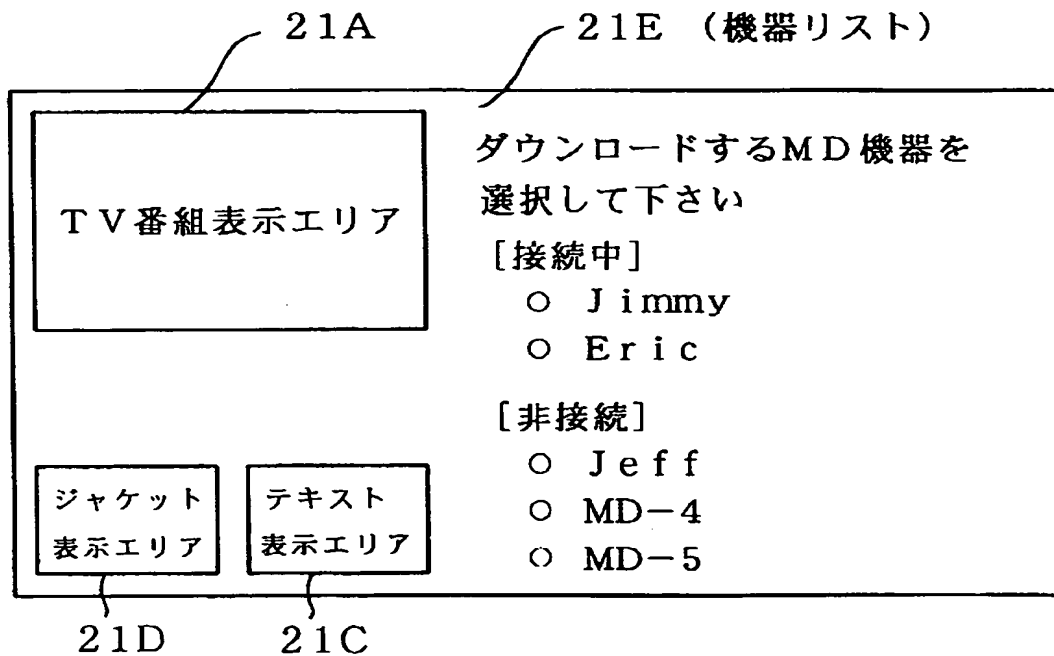 21A
21E (機器リスト)
TV番組表示エリア
ダウンロードするMD機器を
選択して下さい
[接続中]
○ Jimmy
○ Eric
[非接続]
○ Jeff
○ MD-4
○ MD-5
ジャケット
表示エリア
テキスト
表示エリア
21D
21C